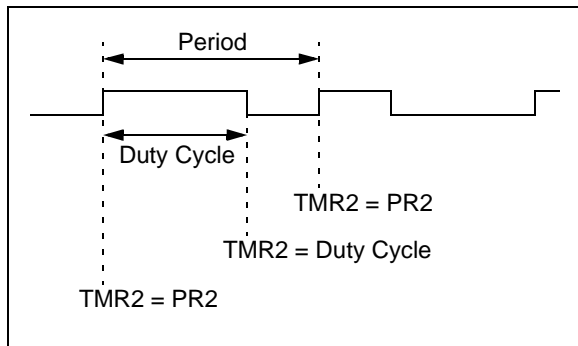 Period
Duty Cycle
TMR2 = PR2
TMR2 = Duty Cycle
TMR2 = PR2